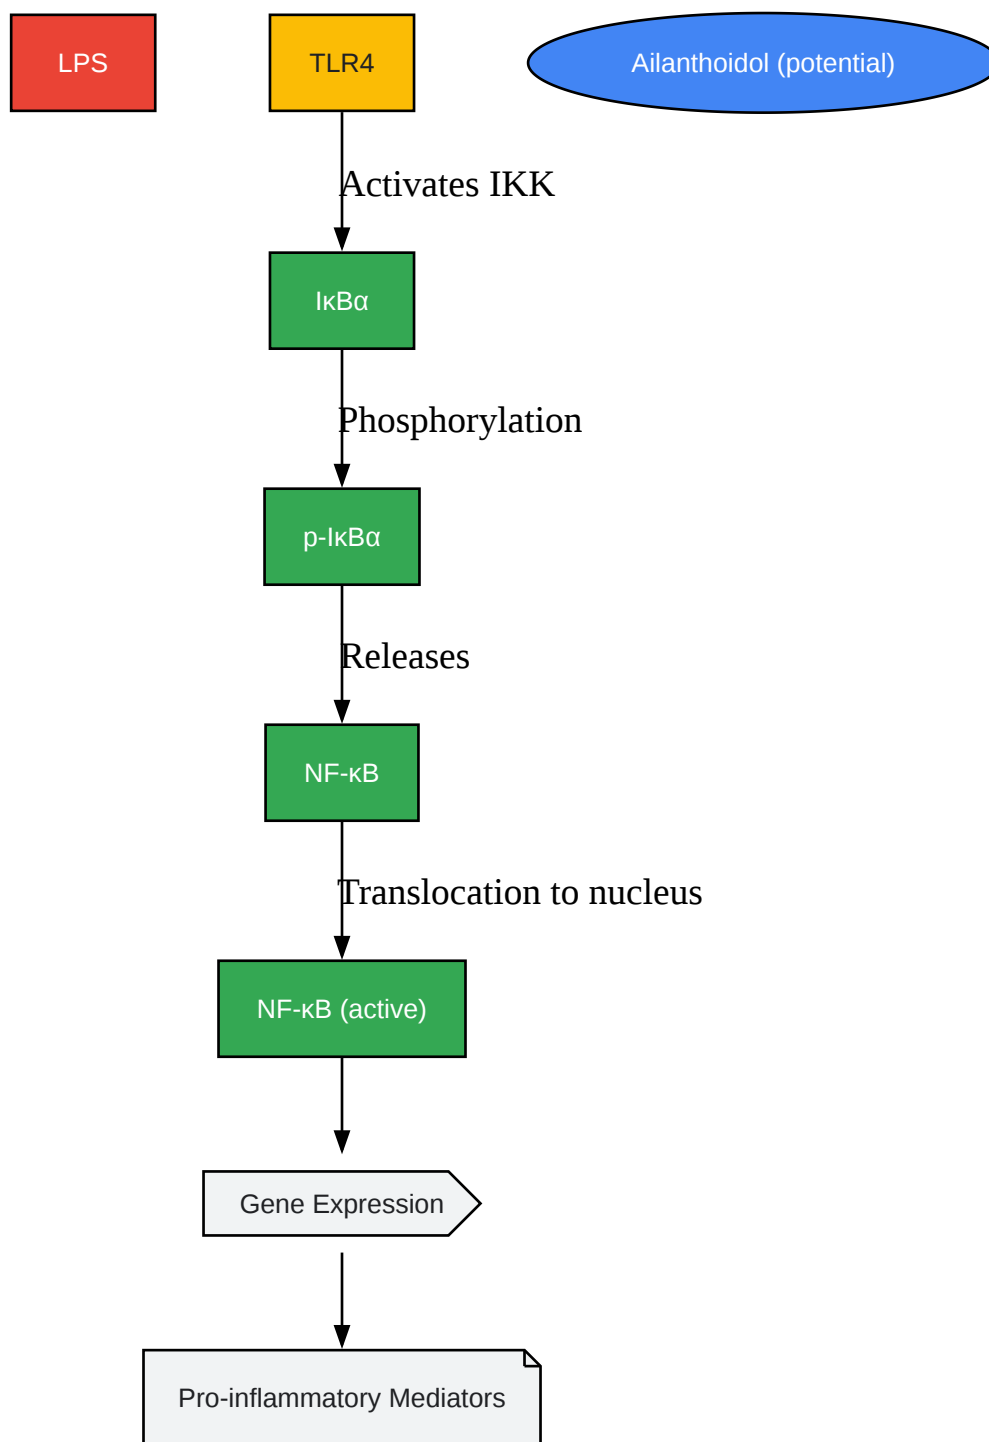 LPS
TLR4
Ailanthoidol (potential)
Activates IKK
IκBα
Phosphorylation
p-IκBα
Releases
NF-κB
Translocation to nucleus
NF-κB (active)
Gene Expression
Pro-inflammatory Mediators